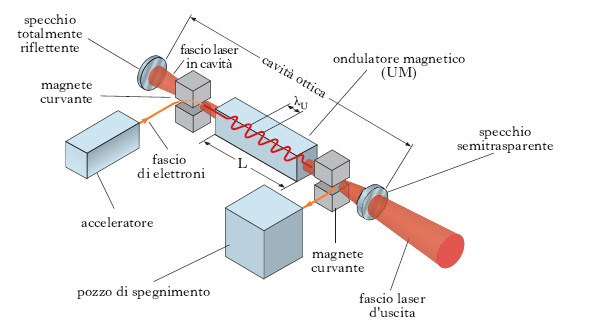 specchio
totalmente
riflettente
fascio laser
in cavità
cavità ottica
ondulatore magnetico
(UM)
magnete
curvante
λU
specchio
semitrasparente
fascio
di elettroni
L
acceleratore
magnete
curvante
pozzo di spegnimento
fascio laser
d'uscita